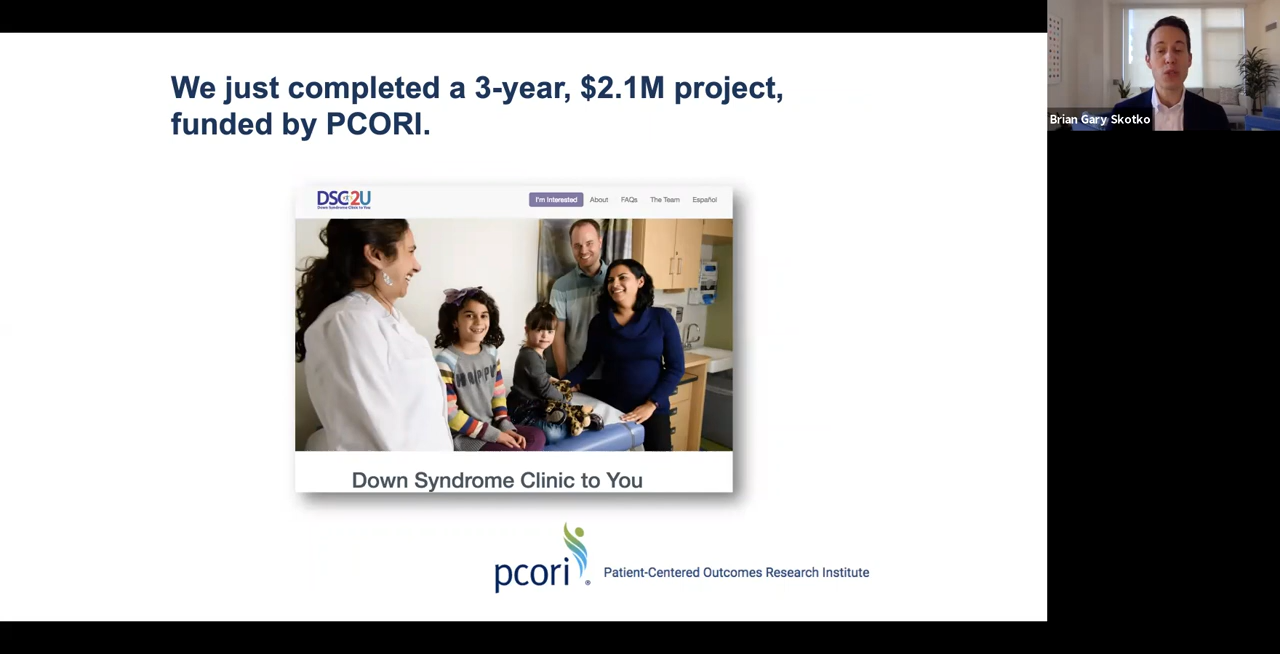 We just completed a 3-year, $2.1M project,
funded by PCORI.
DSC2U
Down Syndrome Clinic to You
I'm Interested About FAQs The Team Español
Brian Gary Skotko
HOPPY
Down Syndrome Clinic to You
pcori®
Patient-Centered Outcomes Research Institute